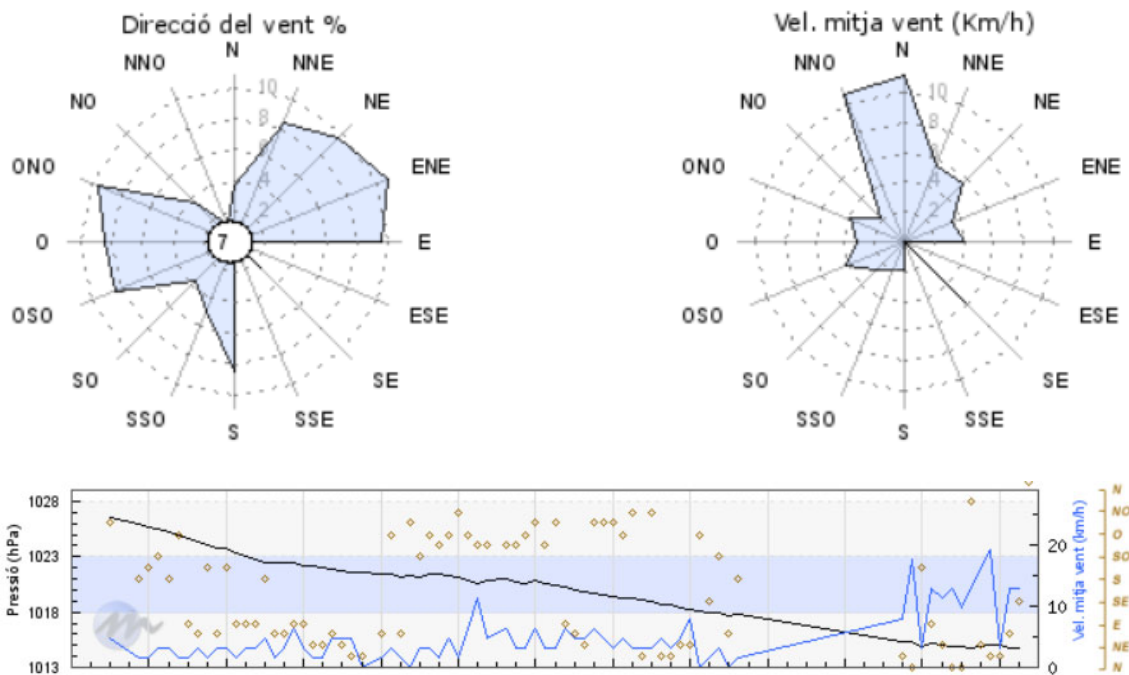 Direcció del vent %
N
NNO
NNE
NO
NE
10
8
ONO
ENE
4
2
O
7
E
OSO
ESE
SO
SE
SSO
SSE
S
Vel. mitja vent (Km/h)
N
NNO
NNE
NO
NE
10
8
ONO
ENE
4
2
O
E
OSO
ESE
SO
SE
SSO
SSE
S
Pressió (hPa)
1028
1023
1018
1013
20
10
0
Vel. mitja vent (km/h)
N
NO
O
SO
S
SE
E
NE
N